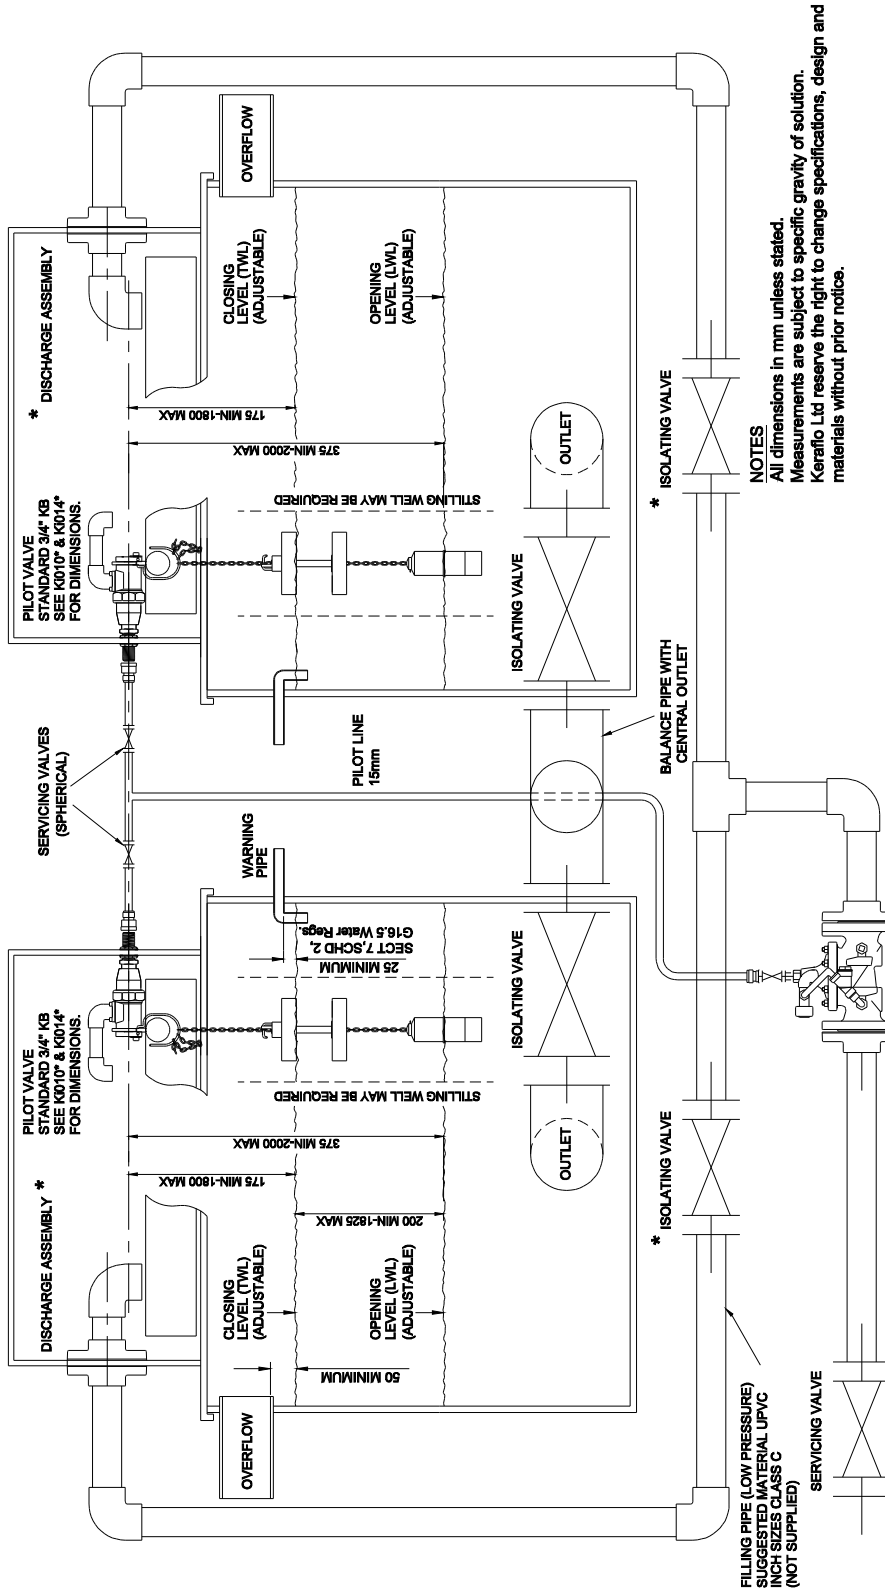 PILOT VALVE
STANDARD 3/4" KB
SEE KI010* & KI014*
FOR DIMENSIONS.
SERVICING VALVES
(SPHERICAL)
PILOT VALVE
STANDARD 3/4" KB
SEE KI010* & KI014*
FOR DIMENSIONS.
DISCHARGE ASSEMBLY *
* DISCHARGE ASSEMBLY
OVERFLOW
CLOSING
LEVEL (TWL)
(ADJUSTABLE)
OPENING
LEVEL (LWL)
(ADJUSTABLE)
50 MINIMUM
175 MIN-1800 MAX
375 MIN-2000 MAX
200 MIN-1825 MAX
STILLING WELL MAY BE REQUIRED
25 MINIMUM
SECT 7,SCHD 2,
G16.5 Water Regs.
WARNING
PIPE
PILOT LINE
15mm
STILLING WELL MAY BE REQUIRED
175 MIN-1800 MAX
375 MIN-2000 MAX
CLOSING
LEVEL (TWL)
(ADJUSTABLE)
OPENING
LEVEL (LWL)
(ADJUSTABLE)
OVERFLOW
OUTLET
ISOLATING VALVE
ISOLATING VALVE
OUTLET
BALANCE PIPE WITH
CENTRAL OUTLET
* ISOLATING VALVE
* ISOLATING VALVE
FILLING PIPE (LOW PRESSURE)
SUGGESTED MATERIAL UPVC
INCH SIZES CLASS C
(NOT SUPPLIED)
SERVICING VALVE
NOTES
All dimensions in mm unless stated.
Measurements are subject to specific gravity of solution.
Keraflo Ltd reserve the right to change specifications, design and
materials without prior notice.